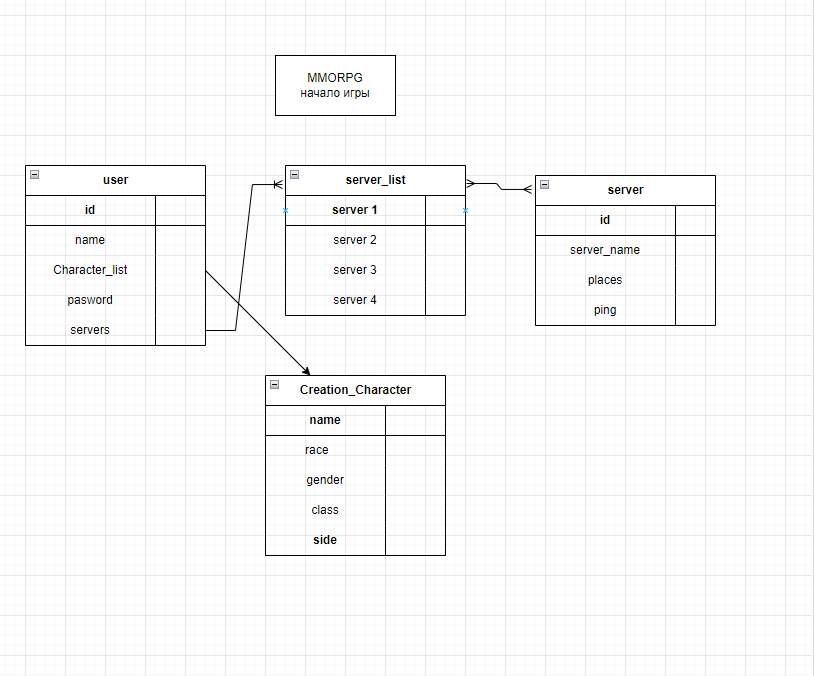 MMORPG
начало игры
user
id
name
Character_list
pasword
servers
server_list
server 1
server 2
server 3
server 4
server
id
server_name
places
ping
Creation_Character
name
race
gender
class
side